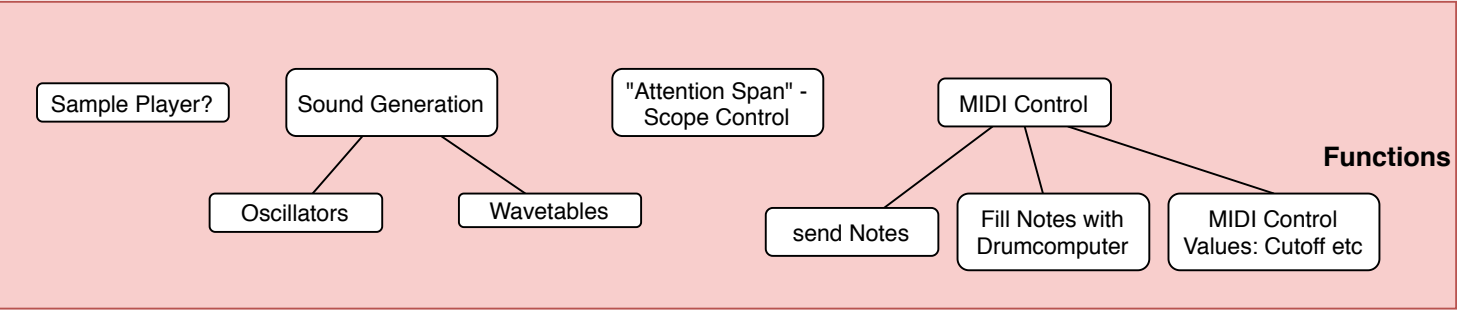 Sample Player?
Sound Generation
"Attention Span" -
Scope Control
MIDI Control
Functions
Oscillators
Wavetables
send Notes
Fill Notes with
Drumcomputer
MIDI Control
Values: Cutoff etc